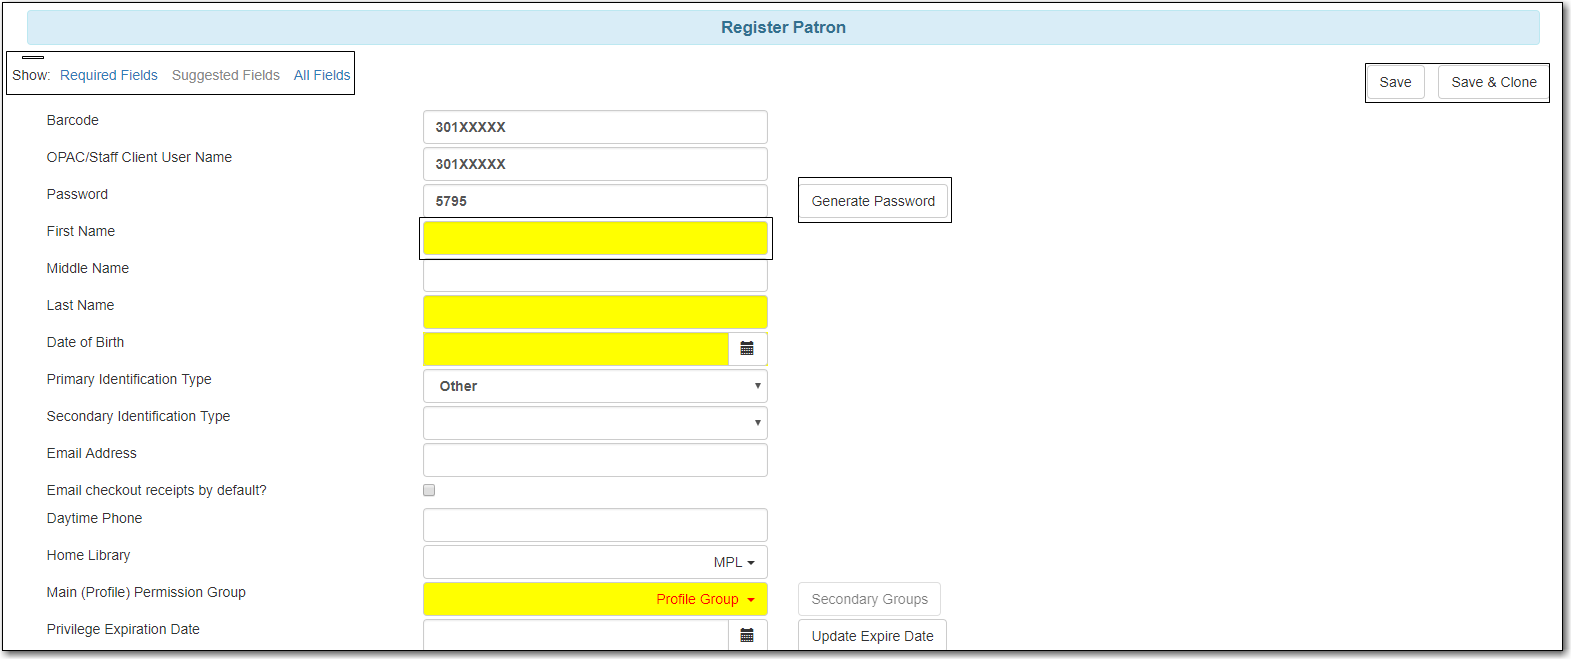 Register Patron
Show: Required Fields Suggested Fields All Fields
Save Save & Clone
Barcode 301XXXXX
OPAC/Staff Client User Name 301XXXXX
Password 5795 Generate Password
First Name
Middle Name
Last Name
Date of Birth
Primary Identification Type Other
Secondary Identification Type
Email Address
Email checkout receipts by default?
Daytime Phone
Home Library MPL
Main (Profile) Permission Group Profile Group Secondary Groups
Privilege Expiration Date Update Expire Date